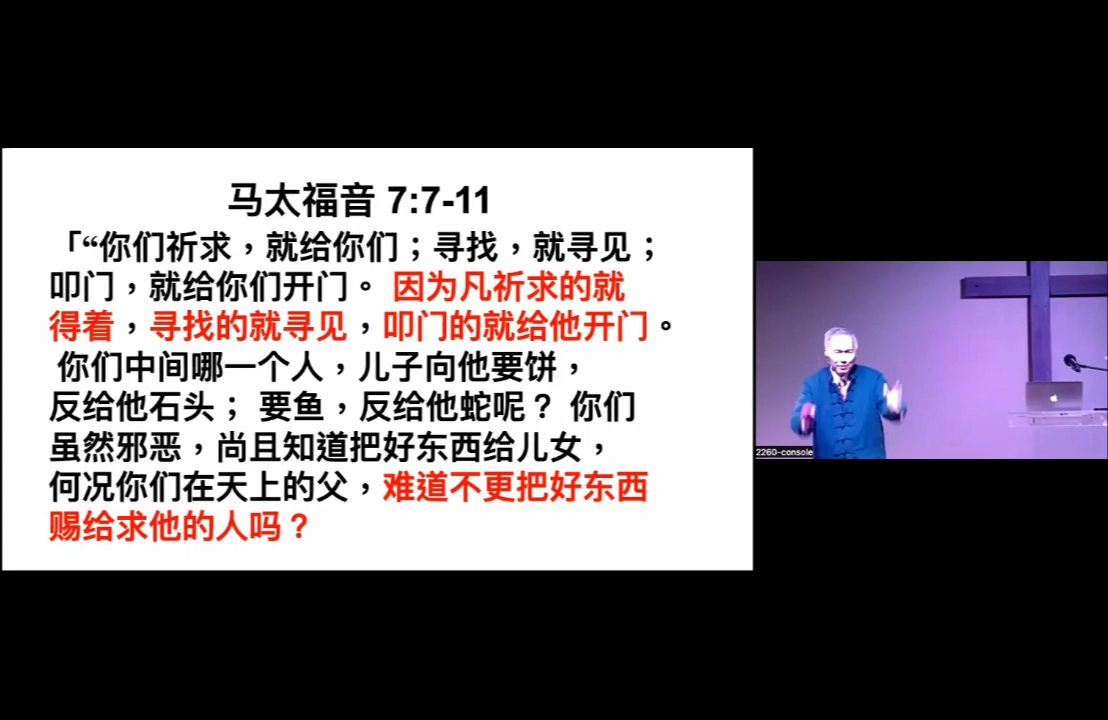 马太福音 7:7-11
「“你们祈求，就给你们；寻找，就寻见；
叩门，就给你们开门。 因为凡祈求的就
得着，寻找的就寻见，叩门的就给他开门。
你们中间哪一个人，儿子向他要饼，
反给他石头； 要鱼，反给他蛇呢？ 你们
虽然邪恶，尚且知道把好东西给儿女，
何况你们在天上的父，难道不更把好东西
赐给求他的人吗？
2260-console